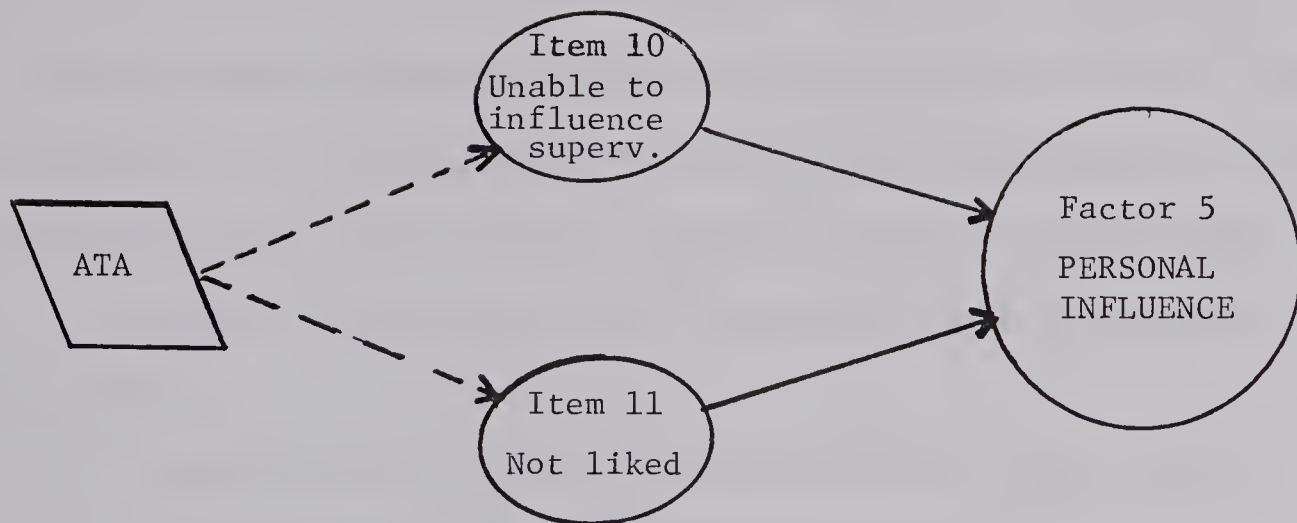 Item 10
Unable to
influence
superv.
ATA
Factor 5
PERSONAL
INFLUENCE
Item 11
Not liked